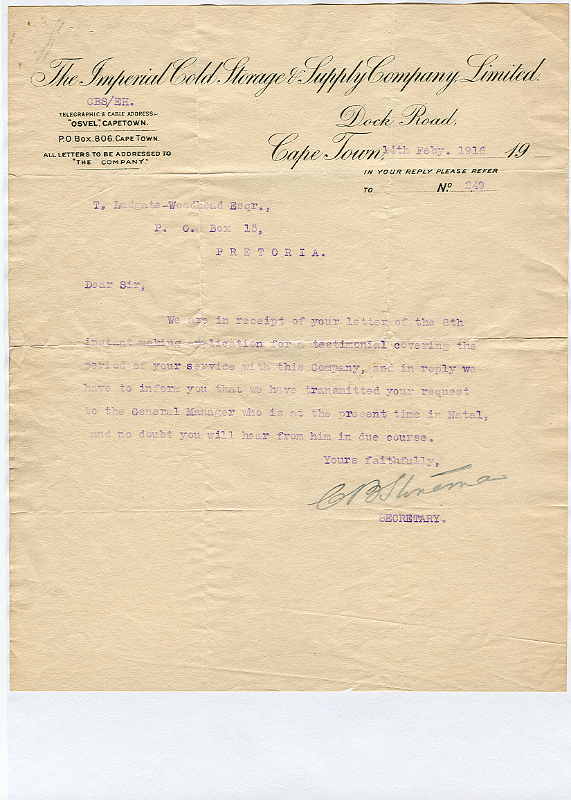 The Imperial Cold Storage & Supply Company, Limited.
CBS/EH.
TELEGRAPHIC & CABLE ADDRESS:-
"OSVEL," CAPETOWN.
P.O. BOX, 806, CAPE TOWN.
ALL LETTERS TO BE ADDRESSED TO
"THE COMPANY."
Dock Road,
Cape Town, 14th Feby. 1916 19
IN YOUR REPLY PLEASE REFER
TO No 249
T. Ludgate-Woodhead Esqr.,
P. O. Box 15,
PRETORIA.
Dear Sir,
We are in receipt of your letter of the 8th
instant making application for a testimonial covering the
period of your service with this Company, and in reply we
have to inform you that we have transmitted your request
to the General Manager who is at the present time in Natal,
and no doubt you will hear from him in due course.
Yours faithfully,
SECRETARY.